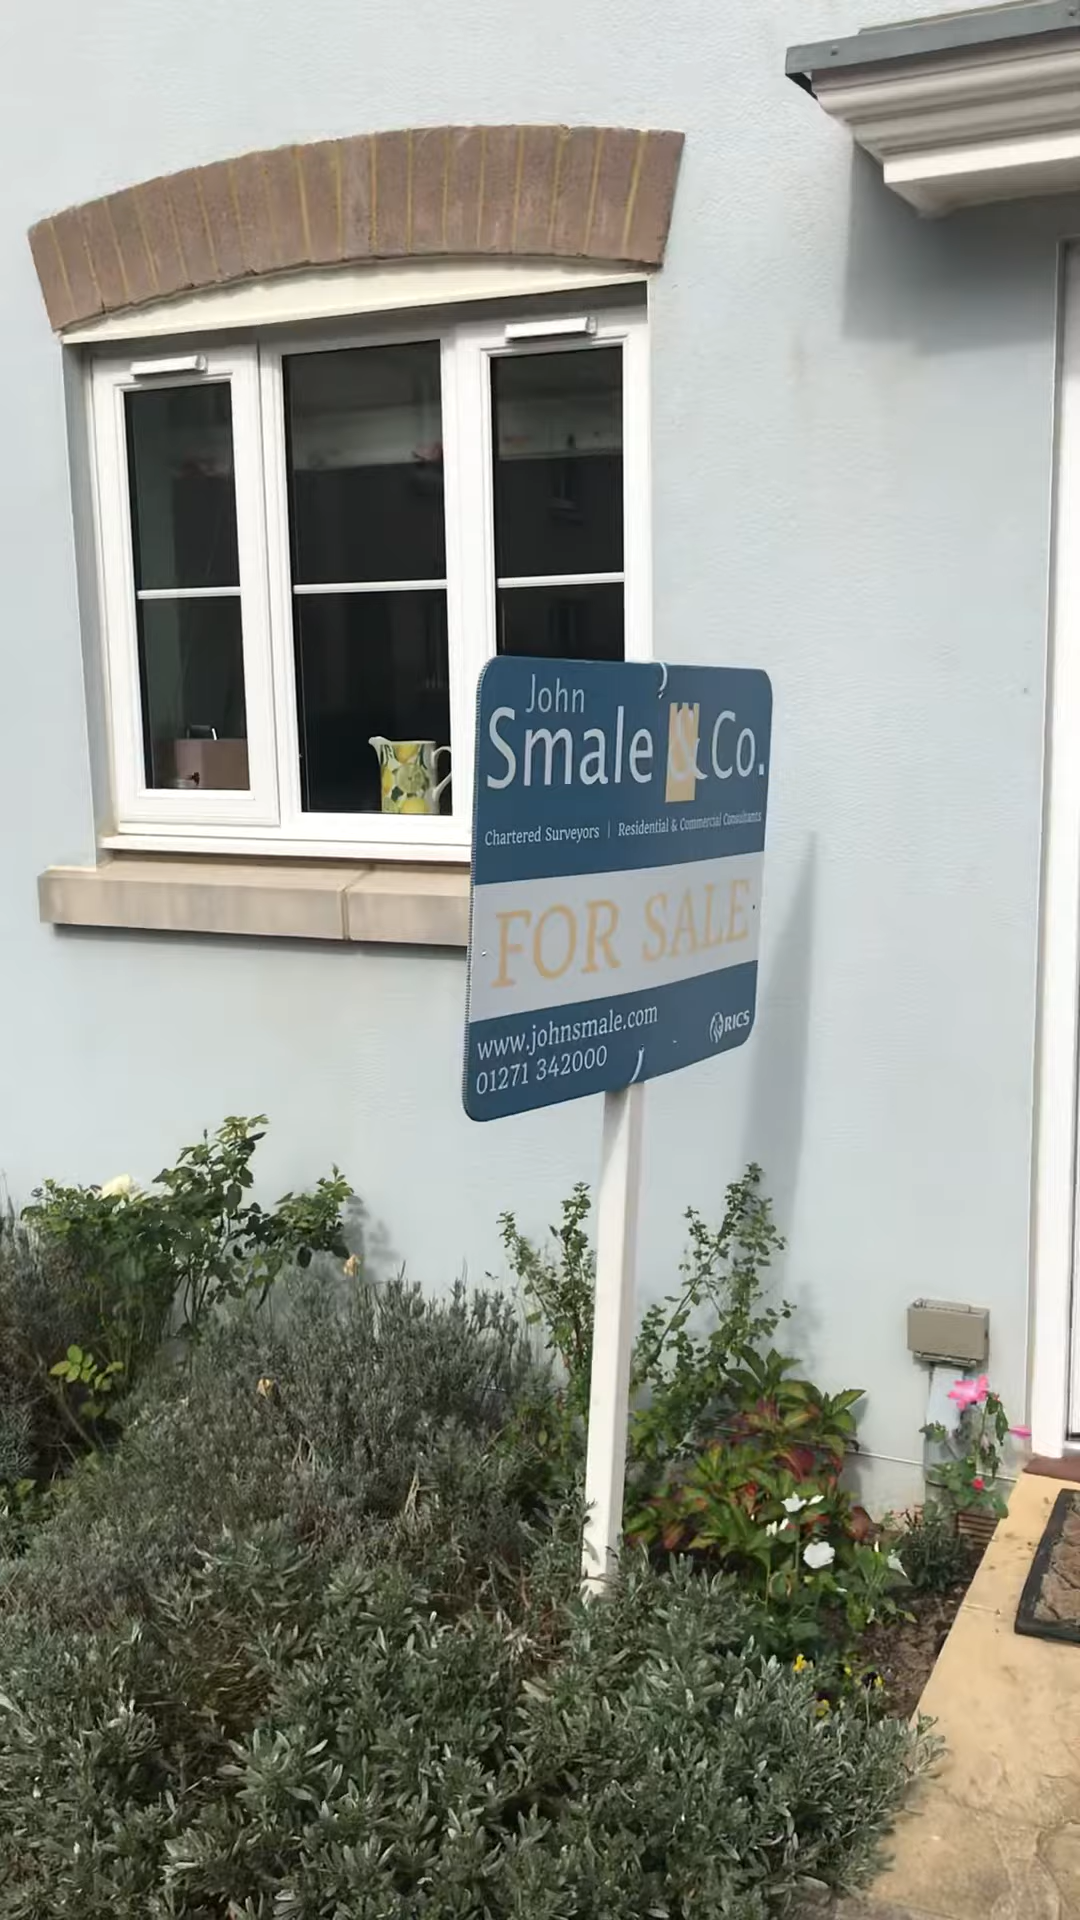 John
Smale & Co.
Chartered Surveyors | Residential & Commercial Consultants
FOR SALE
www.johnsmale.com
01271 342000
RICS